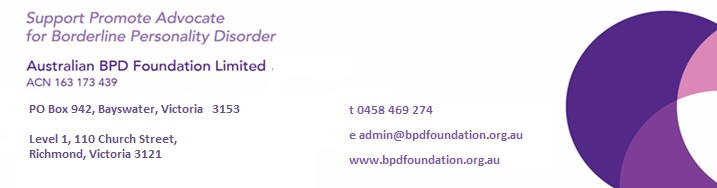 Support Promote Advocate
for Borderline Personality Disorder
Australian BPD Foundation Limited .
ACN 163 173 439
PO Box 942, Bayswater, Victoria 3153
Level 1, 110 Church Street,
Richmond, Victoria 3121
t 0458 469 274
e admin@bpdfoundation.org.au
www.bpdfoundation.org.au